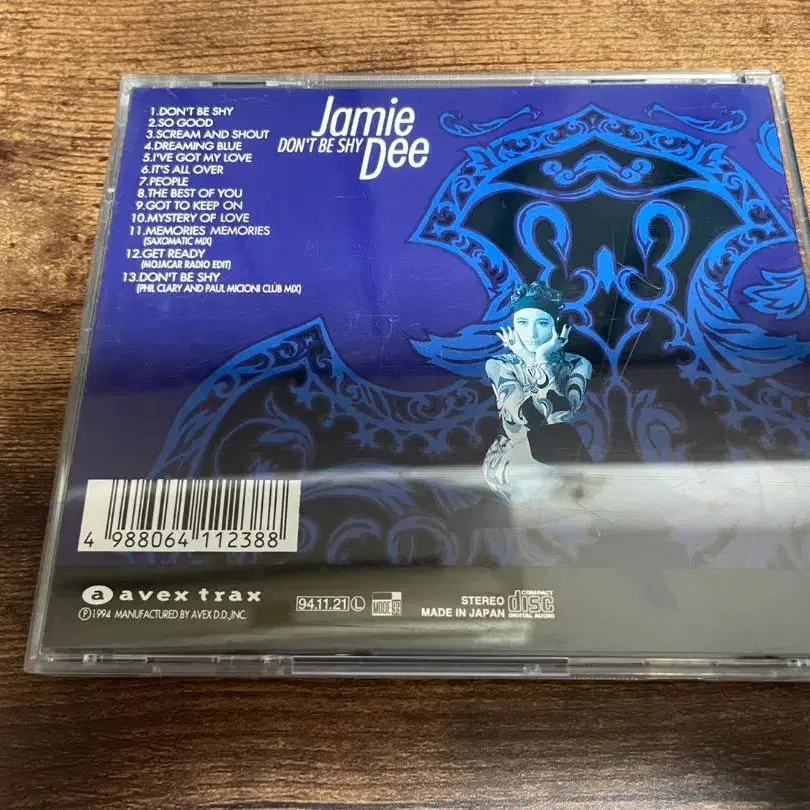 1.DON'T BE SHY
2.SO GOOD
3.SCREAM AND SHOUT
4.DREAMING BLUE
5.I'VE GOT MY LOVE
6.IT'S ALL OVER
7.PEOPLE
8.THE BEST OF YOU
9.GOT TO KEEP ON
10.MYSTERY OF LOVE
11.MEMORIES MEMORIES
(SAXOMATIC MIX)
12.GET READY
(MOJACAR RADIO EDIT)
13.DON'T BE SHY
(PHIL CLARY AND PAUL MICIONI CLUB MIX)
Jamie
DON'T BE SHY Dee
4 988064 112388
a avex trax
Ⓟ1994 MANUFACTURED BY AVEX D.D.,INC.
94.11.21 Ⓛ MODE 99
STEREO
MADE IN JAPAN
COMPACT
disc
DIGITAL AUDIO